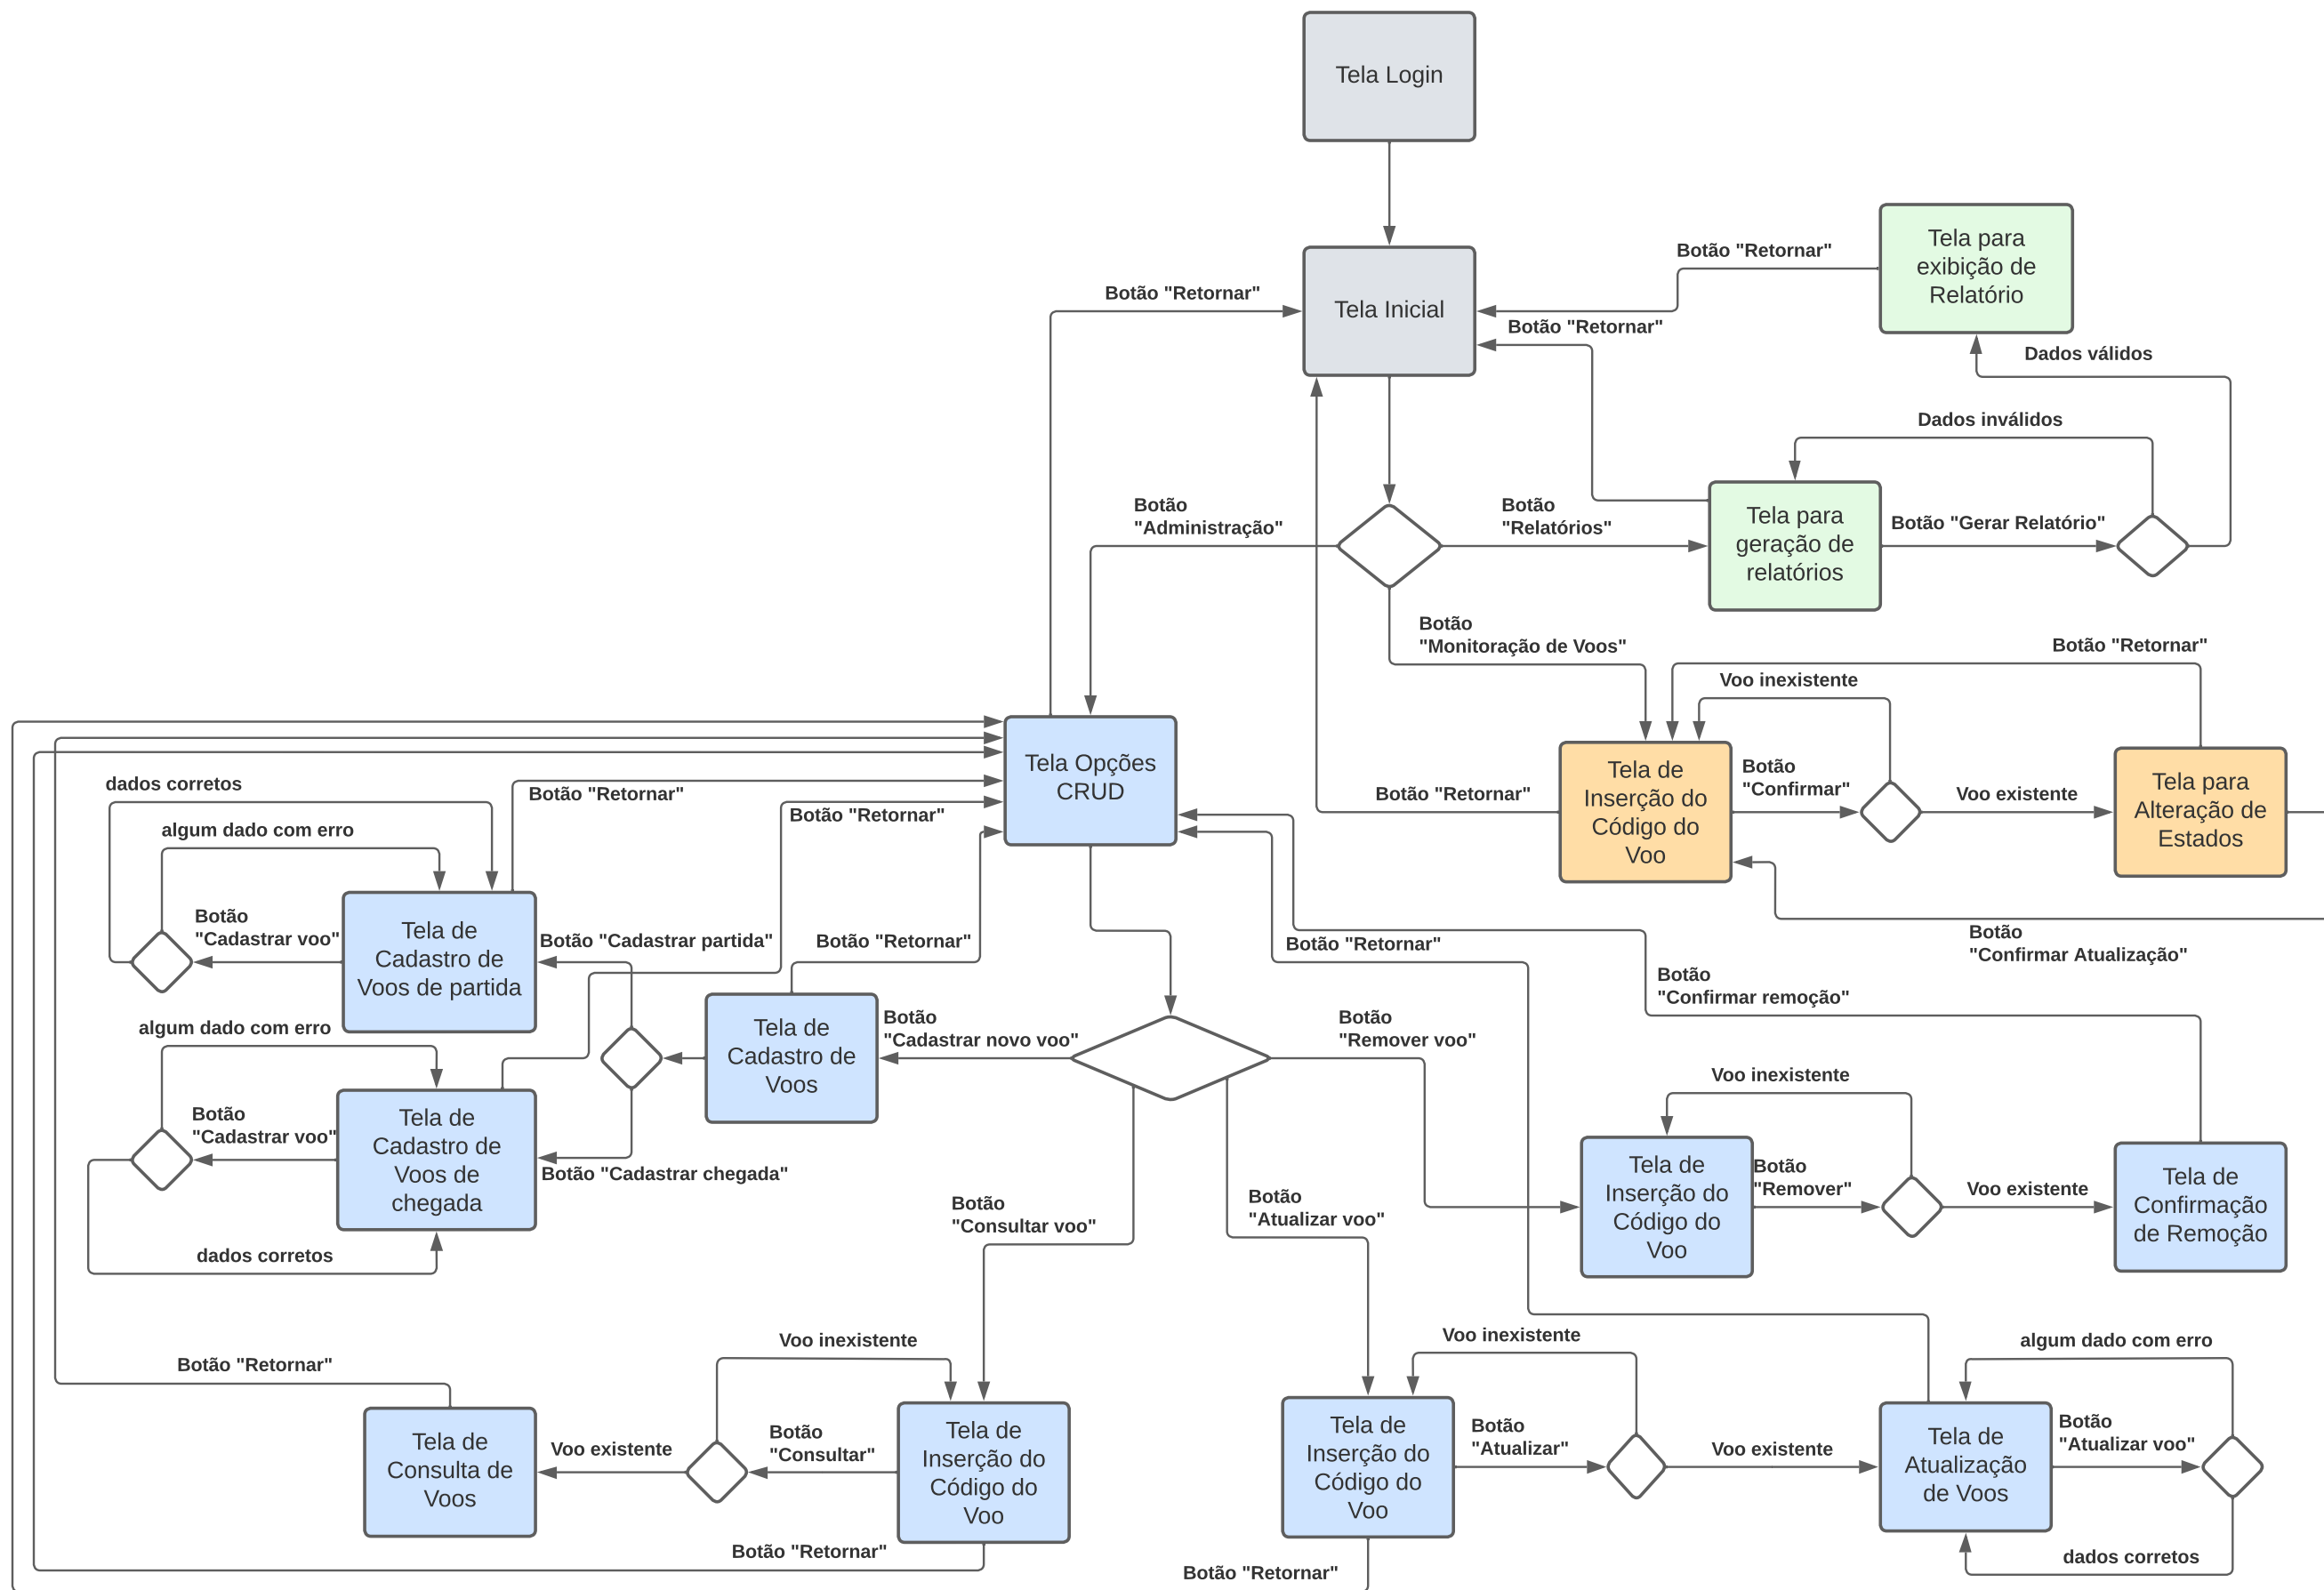 Tela Login
Tela para
exibição de
Relatório
Botão "Retornar"
Botão "Retornar"
Tela Inicial
Botão "Retornar"
Dados válidos
Dados inválidos
Botão
"Administração"
Botão
"Relatórios"
Tela para
geração de
relatórios
Botão "Gerar Relatório"
Botão
"Monitoração de Voos"
Botão "Retornar"
Voo inexistente
Tela Opções
CRUD
Botão "Retornar"
Tela de
Inserção do
Código do
Voo
Botão
"Confirmar"
Voo existente
Tela para
Alteração de
Estados
dados corretos
Botão "Retornar"
Botão "Retornar"
algum dado com erro
Botão
"Cadastrar voo"
Tela de
Cadastro de
Voos de partida
Botão "Cadastrar partida"
Botão "Retornar"
Botão "Retornar"
Botão
"Confirmar Atualização"
Botão
"Confirmar remoção"
algum dado com erro
Tela de
Cadastro de
Voos
Botão
"Cadastrar novo voo"
Botão
"Remover voo"
Voo inexistente
Botão
"Cadastrar voo"
Tela de
Cadastro de
Voos de
chegada
Botão "Cadastrar chegada"
Tela de
Inserção do
Código do
Voo
Botão
"Remover"
Voo existente
Tela de
Confirmação
de Remoção
Botão
"Consultar voo"
Botão
"Atualizar voo"
dados corretos
Voo inexistente
Voo inexistente
algum dado com erro
Botão "Retornar"
Tela de
Consulta de
Voos
Voo existente
Botão
"Consultar"
Tela de
Inserção do
Código do
Voo
Tela de
Inserção do
Código do
Voo
Botão
"Atualizar"
Voo existente
Tela de
Atualização
de Voos
Botão
"Atualizar voo"
Botão "Retornar"
Botão "Retornar"
dados corretos